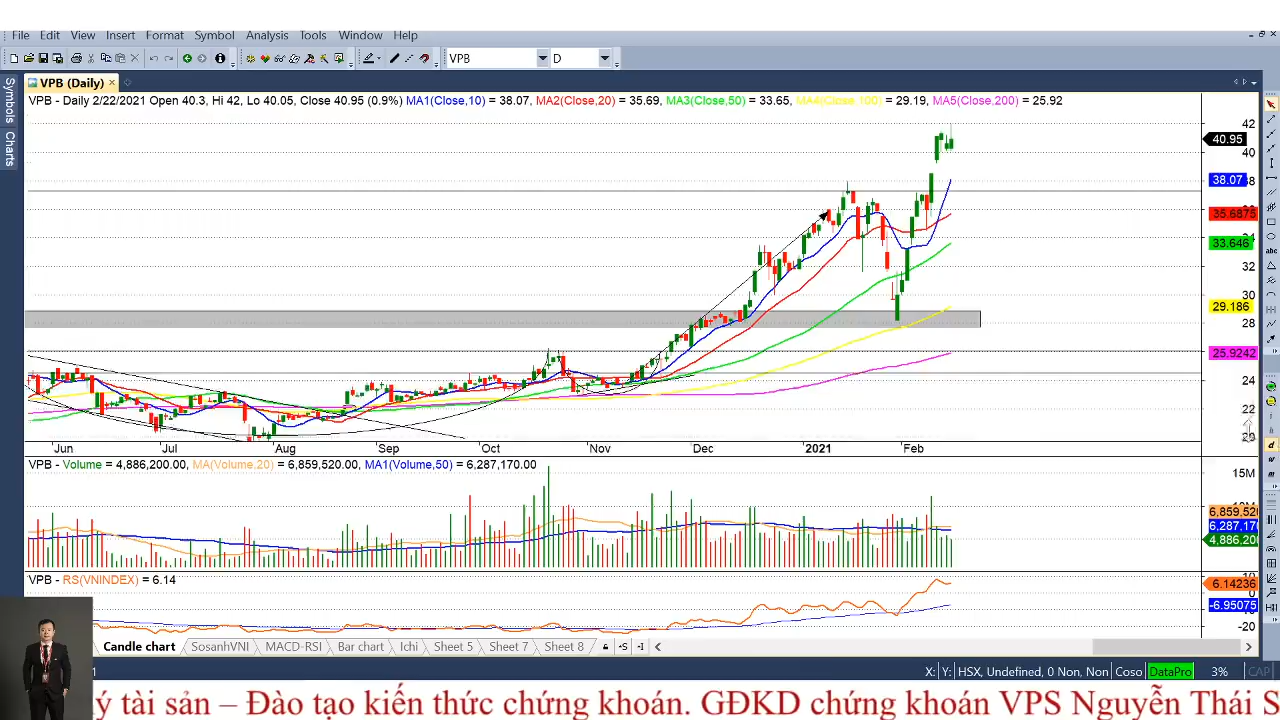 File Edit View Insert Format Symbol Analysis Tools Window Help
VPB D
VPB (Daily)
Symbols
Charts
VPB - Daily 2/22/2021 Open 40.3, Hi 42, Lo 40.05, Close 40.95 (0.9%) MA1(Close,10) = 38.07, MA2(Close,20) = 35.69, MA3(Close,50) = 33.65, MA4(Close,100) = 29.19, MA5(Close,200) = 25.92
42
40.95
40
38.07
35.6875
33.646
32
30
29.186
28
25.9242
24
22
Jun Jul Aug Sep Oct Nov Dec 2021 Feb
VPB - Volume = 4,886,200.00, MA(Volume,20) = 6,859,520.00, MA1(Volume,50) = 6,287,170.00
15M
6,859,520
6,287,170
4,886,200
VPB - RS(VNINDEX) = 6.14
6.14236
0
-6.95075
-20
Candle chart SosanhVNI MACD-RSI Bar chart Ichi Sheet 5 Sheet 7 Sheet 8
X: Y: HSX, Undefined, 0 Non, Non Coso DataPro 3% CAP
ý tài sản – Đào tạo kiến thức chứng khoán. GĐKD chứng khoán VPS Nguyễn Thái S